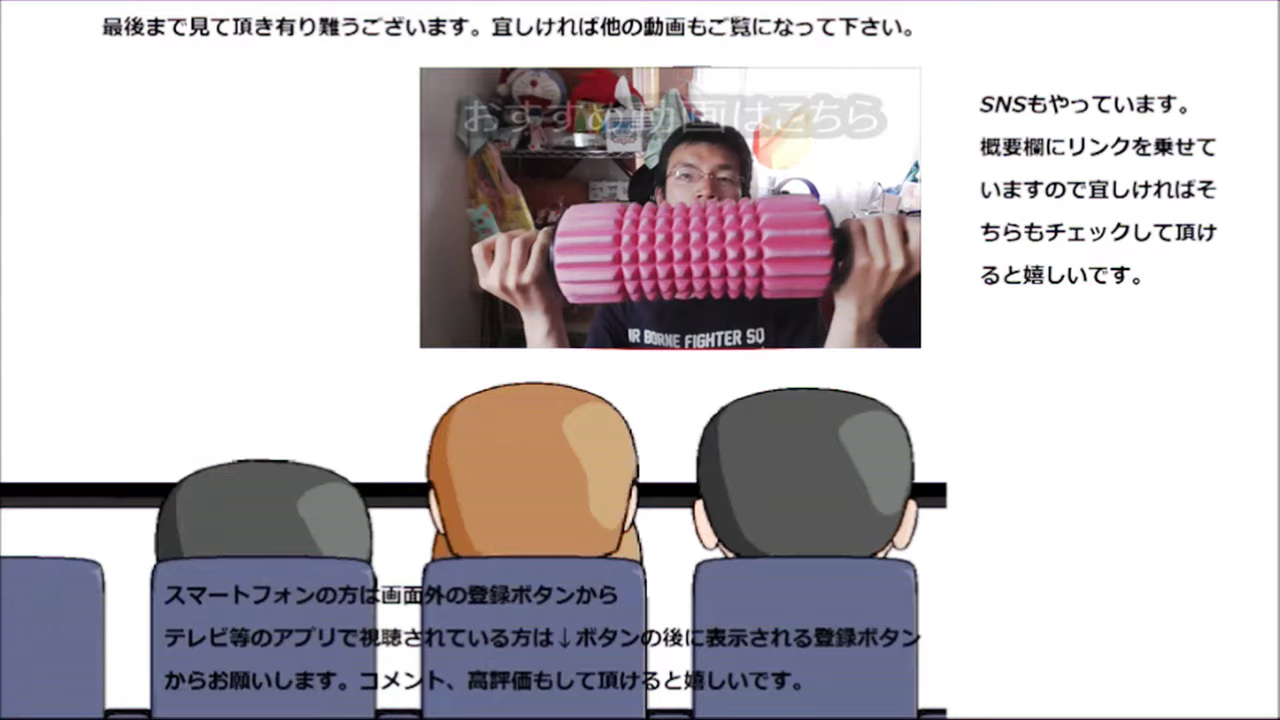 最後まで見て頂き有り難うございます。宜しければ他の動画もご覧になって下さい。
おすすめ動画はこちら
SNSもやっています。
概要欄にリンクを乗せて
いますので宜しければそ
ちらもチェックして頂け
ると嬉しいです。
IR BORNE FIGHTER SQ
スマートフォンの方は画面外の登録ボタンから
テレビ等のアプリで視聴されている方は↓ボタンの後に表示される登録ボタン
からお願いします。コメント、高評価もして頂けると嬉しいです。